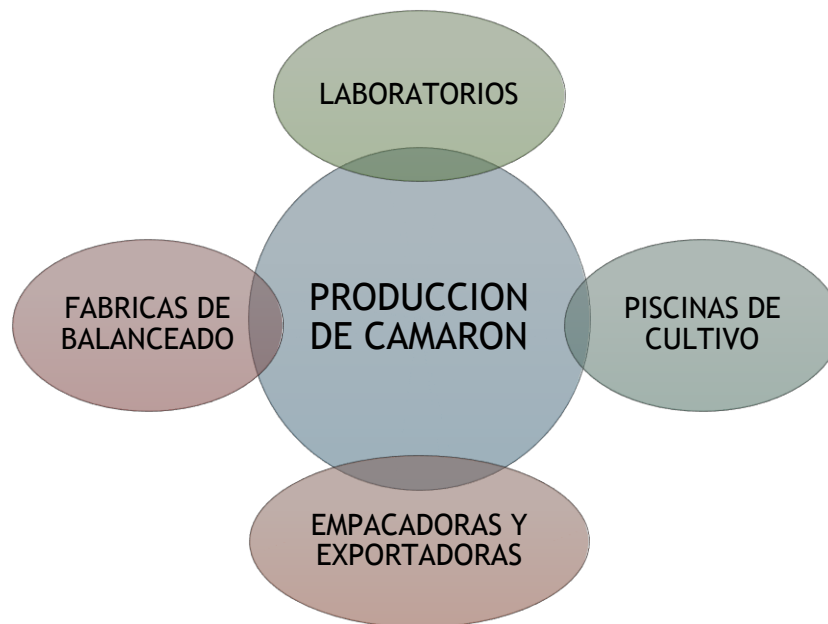 LABORATORIOS
FABRICAS DE
BALANCEADO
PRODUCCION
DE CAMARON
PISCINAS DE
CULTIVO
EMPACADORAS Y
EXPORTADORAS